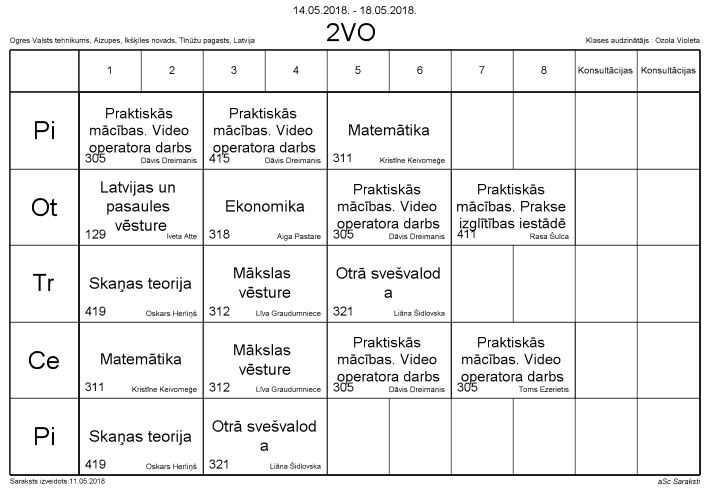 14.05.2018. - 18.05.2018.
2VO
Ogres Valsts tehnikums, Aizupes, Ikšķiles novads, Tīnūžu pagasts, Latvija
Klases audzinātājs : Ozola Violeta
1 2 3 4 5 6 7 8 Konsultācijas Konsultācijas
Pi
Praktiskās
mācības. Video
operatora darbs
305 Dāvis Dreimanis
Praktiskās
mācības. Video
operatora darbs
415 Dāvis Dreimanis
Matemātika
311 Kristīne Keivomeģe
Ot
Latvijas un
pasaules
vēsture
129 Iveta Atte
Ekonomika
318 Aiga Pastare
Praktiskās
mācības. Video
operatora darbs
305 Dāvis Dreimanis
Praktiskās
mācības. Prakse
izglītības iestādē
411 Rasa Šulca
Tr
Skaņas teorija
419 Oskars Herliņš
Mākslas
vēsture
312 Līva Graudumniece
Otrā svešvalod
a
321 Liāna Šidlovska
Ce
Matemātika
311 Kristīne Keivomeģe
Mākslas
vēsture
312 Līva Graudumniece
Praktiskās
mācības. Video
operatora darbs
305 Dāvis Dreimanis
Praktiskās
mācības. Video
operatora darbs
305 Toms Ezerietis
Pi
Skaņas teorija
419 Oskars Herliņš
Otrā svešvalod
a
321 Liāna Šidlovska
Saraksts izveidots:11.05.2018
aSc Saraksti